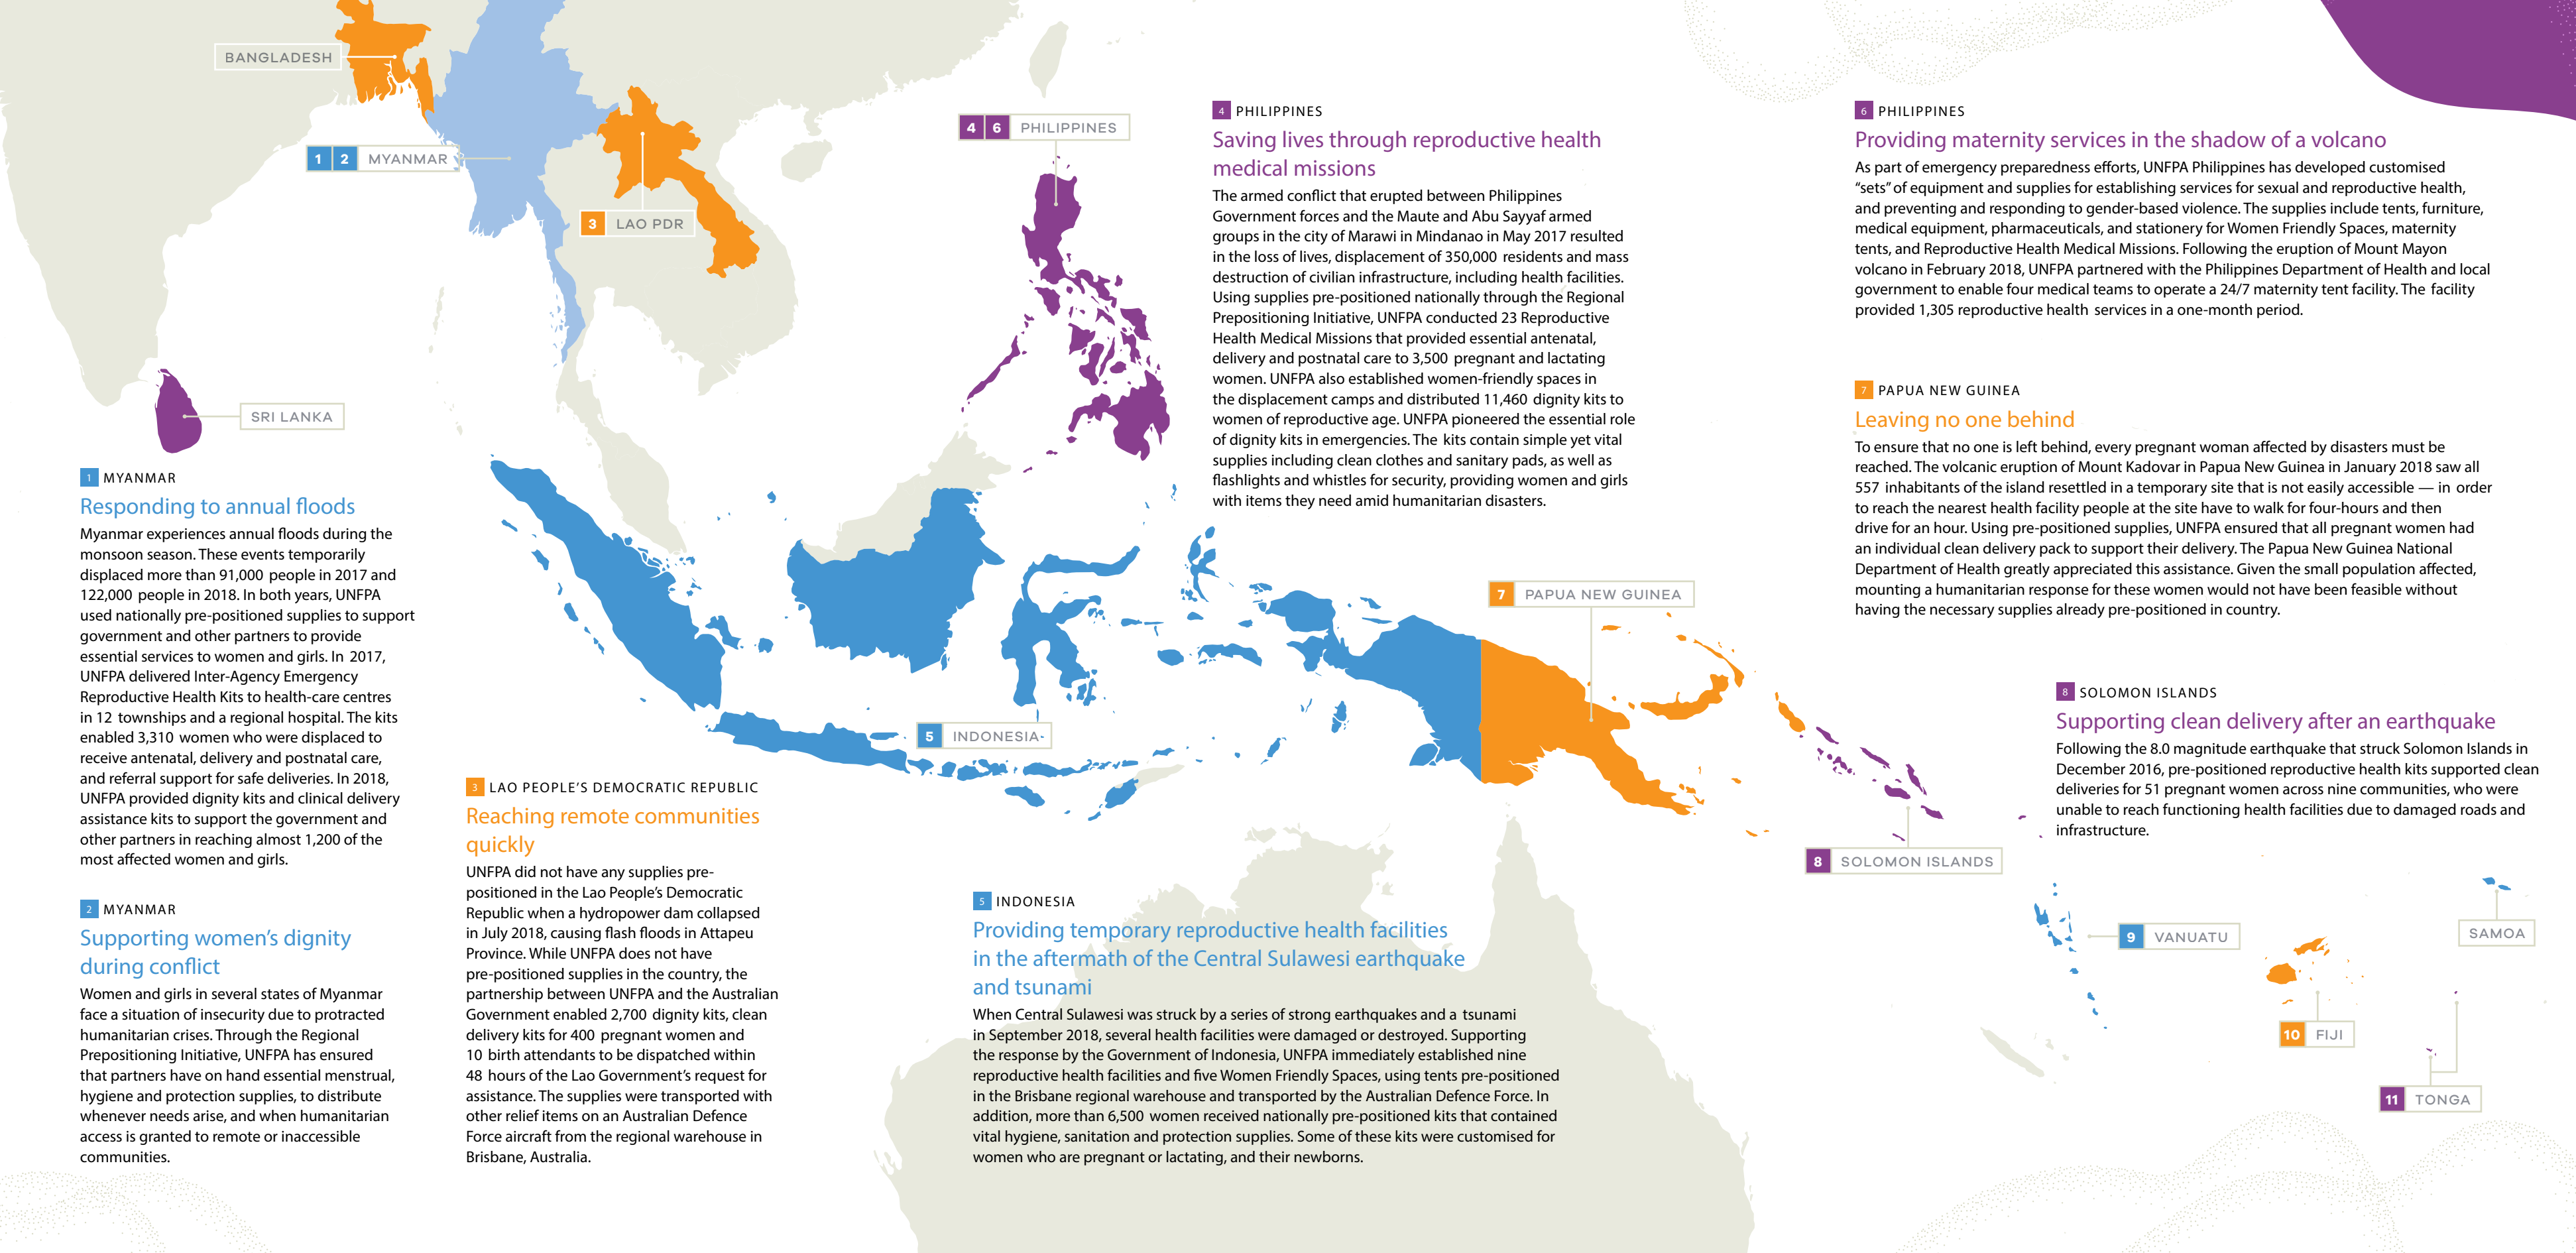 BANGLADESH
1 2 MYANMAR
3 LAO PDR
4 6 PHILIPPINES
SRI LANKA
5 INDONESIA
7 PAPUA NEW GUINEA
8 SOLOMON ISLANDS
9 VANUATU
SAMOA
10 FIJI
11 TONGA
1 MYANMAR
Responding to annual floods
Myanmar experiences annual floods during the
monsoon season. These events temporarily
displaced more than 91,000 people in 2017 and
122,000 people in 2018. In both years, UNFPA
used nationally pre-positioned supplies to support
government and other partners to provide
essential services to women and girls. In 2017,
UNFPA delivered Inter-Agency Emergency
Reproductive Health Kits to health-care centres
in 12 townships and a regional hospital. The kits
enabled 3,310 women who were displaced to
receive antenatal, delivery and postnatal care,
and referral support for safe deliveries. In 2018,
UNFPA provided dignity kits and clinical delivery
assistance kits to support the government and
other partners in reaching almost 1,200 of the
most affected women and girls.
2 MYANMAR
Supporting women's dignity
during conflict
Women and girls in several states of Myanmar
face a situation of insecurity due to protracted
humanitarian crises. Through the Regional
Prepositioning Initiative, UNFPA has ensured
that partners have on hand essential menstrual,
hygiene and protection supplies, to distribute
whenever needs arise, and when humanitarian
access is granted to remote or inaccessible
communities.
3 LAO PEOPLE'S DEMOCRATIC REPUBLIC
Reaching remote communities
quickly
UNFPA did not have any supplies pre-
positioned in the Lao People's Democratic
Republic when a hydropower dam collapsed
in July 2018, causing flash floods in Attapeu
Province. While UNFPA does not have
pre-positioned supplies in the country, the
partnership between UNFPA and the Australian
Government enabled 2,700 dignity kits, clean
delivery kits for 400 pregnant women and
10 birth attendants to be dispatched within
48 hours of the Lao Government's request for
assistance. The supplies were transported with
other relief items on an Australian Defence
Force aircraft from the regional warehouse in
Brisbane, Australia.
4 PHILIPPINES
Saving lives through reproductive health
medical missions
The armed conflict that erupted between Philippines
Government forces and the Maute and Abu Sayyaf armed
groups in the city of Marawi in Mindanao in May 2017 resulted
in the loss of lives, displacement of 350,000 residents and mass
destruction of civilian infrastructure, including health facilities.
Using supplies pre-positioned nationally through the Regional
Prepositioning Initiative, UNFPA conducted 23 Reproductive
Health Medical Missions that provided essential antenatal,
delivery and postnatal care to 3,500 pregnant and lactating
women. UNFPA also established women-friendly spaces in
the displacement camps and distributed 11,460 dignity kits to
women of reproductive age. UNFPA pioneered the essential role
of dignity kits in emergencies. The kits contain simple yet vital
supplies including clean clothes and sanitary pads, as well as
flashlights and whistles for security, providing women and girls
with items they need amid humanitarian disasters.
5 INDONESIA
Providing temporary reproductive health facilities
in the aftermath of the Central Sulawesi earthquake
and tsunami
When Central Sulawesi was struck by a series of strong earthquakes and a tsunami
in September 2018, several health facilities were damaged or destroyed. Supporting
the response by the Government of Indonesia, UNFPA immediately established nine
reproductive health facilities and five Women Friendly Spaces, using tents pre-positioned
in the Brisbane regional warehouse and transported by the Australian Defence Force. In
addition, more than 6,500 women received nationally pre-positioned kits that contained
vital hygiene, sanitation and protection supplies. Some of these kits were customised for
women who are pregnant or lactating, and their newborns.
6 PHILIPPINES
Providing maternity services in the shadow of a volcano
As part of emergency preparedness efforts, UNFPA Philippines has developed customised
“sets” of equipment and supplies for establishing services for sexual and reproductive health,
and preventing and responding to gender-based violence. The supplies include tents, furniture,
medical equipment, pharmaceuticals, and stationery for Women Friendly Spaces, maternity
tents, and Reproductive Health Medical Missions. Following the eruption of Mount Mayon
volcano in February 2018, UNFPA partnered with the Philippines Department of Health and local
government to enable four medical teams to operate a 24/7 maternity tent facility. The facility
provided 1,305 reproductive health services in a one-month period.
7 PAPUA NEW GUINEA
Leaving no one behind
To ensure that no one is left behind, every pregnant woman affected by disasters must be
reached. The volcanic eruption of Mount Kadovar in Papua New Guinea in January 2018 saw all
557 inhabitants of the island resettled in a temporary site that is not easily accessible — in order
to reach the nearest health facility people at the site have to walk for four-hours and then
drive for an hour. Using pre-positioned supplies, UNFPA ensured that all pregnant women had
an individual clean delivery pack to support their delivery. The Papua New Guinea National
Department of Health greatly appreciated this assistance. Given the small population affected,
mounting a humanitarian response for these women would not have been feasible without
having the necessary supplies already pre-positioned in country.
8 SOLOMON ISLANDS
Supporting clean delivery after an earthquake
Following the 8.0 magnitude earthquake that struck Solomon Islands in
December 2016, pre-positioned reproductive health kits supported clean
deliveries for 51 pregnant women across nine communities, who were
unable to reach functioning health facilities due to damaged roads and
infrastructure.